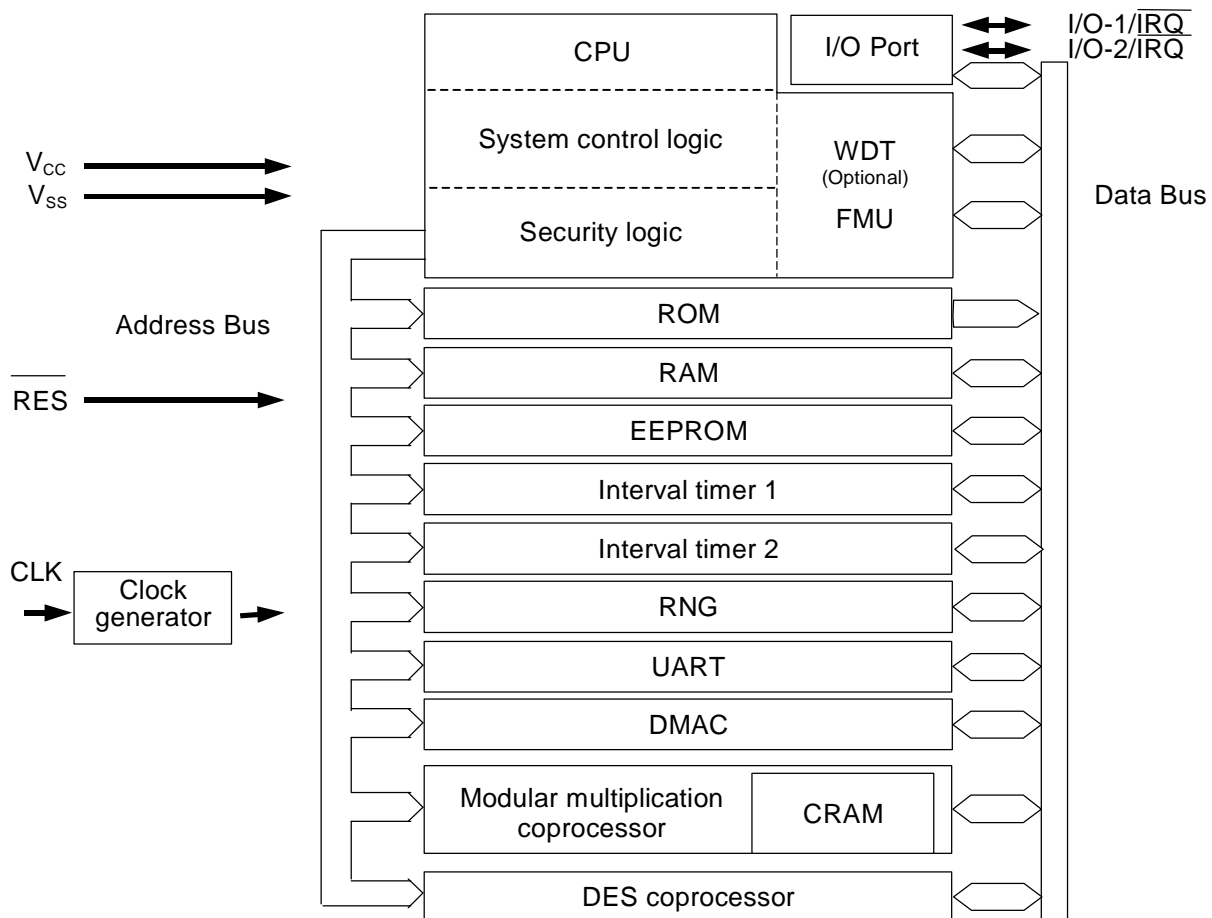 CPU
I/O Port
I/O-1/IRQ
I/O-2/IRQ
System control logic
WDT
(Optional)
FMU
Security logic
VCC
VSS
Data Bus
Address Bus
RES
ROM
RAM
EEPROM
Interval timer 1
Interval timer 2
CLK
Clock
generator
RNG
UART
DMAC
Modular multiplication
coprocessor
CRAM
DES coprocessor